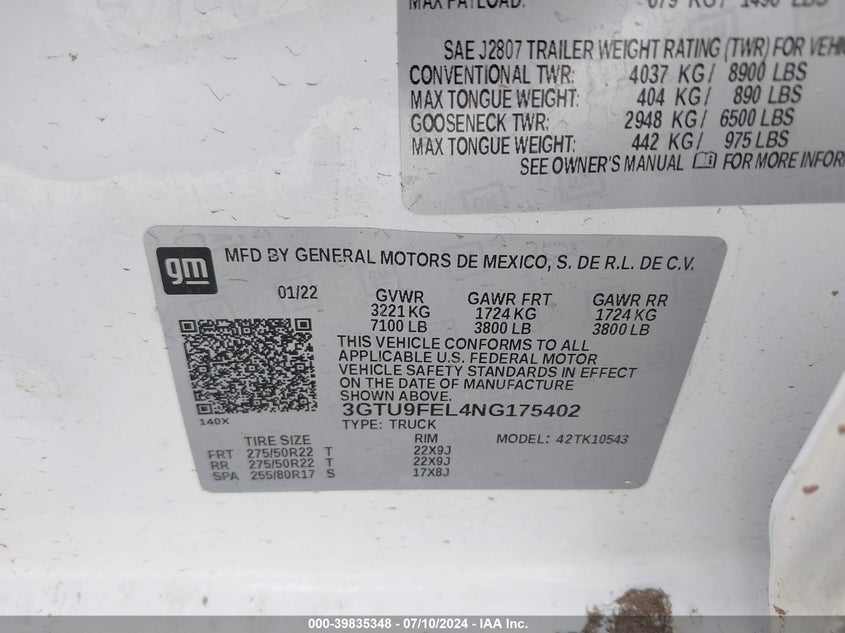 MAX PAYLOAD: 679 KG / 1498 LBS
SAE J2807 TRAILER WEIGHT RATING (TWR) FOR
CONVENTIONAL TWR: 4037 KG/ 8900 LBS
MAX TONGUE WEIGHT: 404 KG/ 890 LBS
GOOSENECK TWR: 2948 KG/ 6500 LBS
MAX TONGUE WEIGHT: 442 KG/ 975 LBS
SEE OWNER'S MANUAL FOR MORE
gm MFD BY GENERAL MOTORS DE MEXICO, S. DE R.L. DE C.V.
01/22 GVWR GAWR FRT GAWR RR
3221 KG 1724 KG 1724 KG
7100 LB 3800 LB 3800 LB
THIS VEHICLE CONFORMS TO ALL
APPLICABLE U.S. FEDERAL MOTOR
VEHICLE SAFETY STANDARDS IN EFFECT
ON THE DATE OF MANUFACTURE
SHOWN ABOVE.
3GTU9FEL4NG175402
140X TYPE: TRUCK
TIRE SIZE RIM MODEL: 42TK10543
FRT 275/50R22 T 22X9J
RR 275/50R22 T 22X9J
SPA 255/80R17 S 17X8J
000-39835348 - 07/10/2024 - IAA Inc.